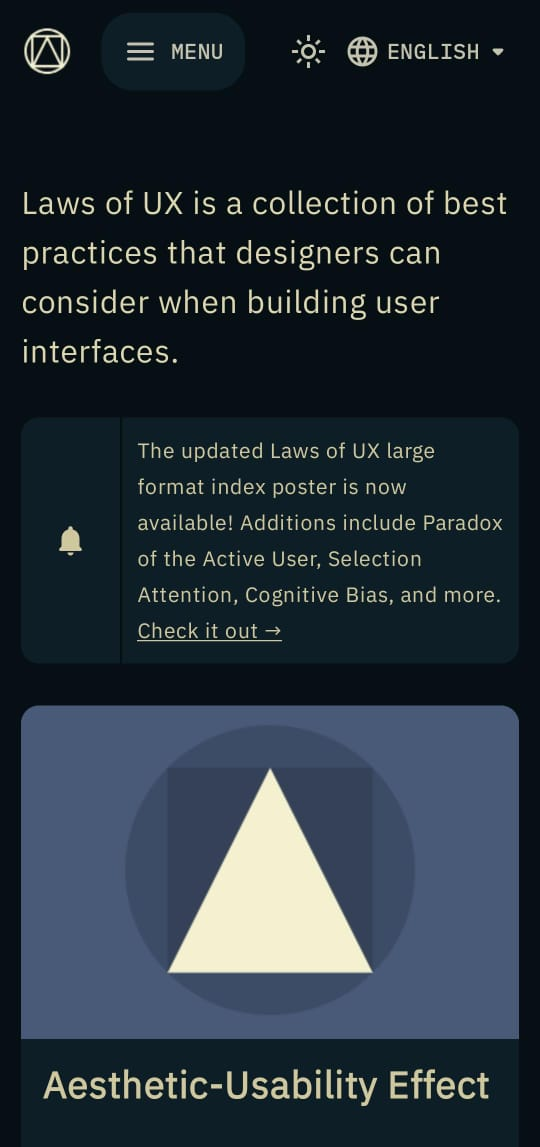 MENU
ENGLISH
Laws of UX is a collection of best
practices that designers can
consider when building user
interfaces.
The updated Laws of UX large
format index poster is now
available! Additions include Paradox
of the Active User, Selection
Attention, Cognitive Bias, and more.
Check it out →
Aesthetic-Usability Effect